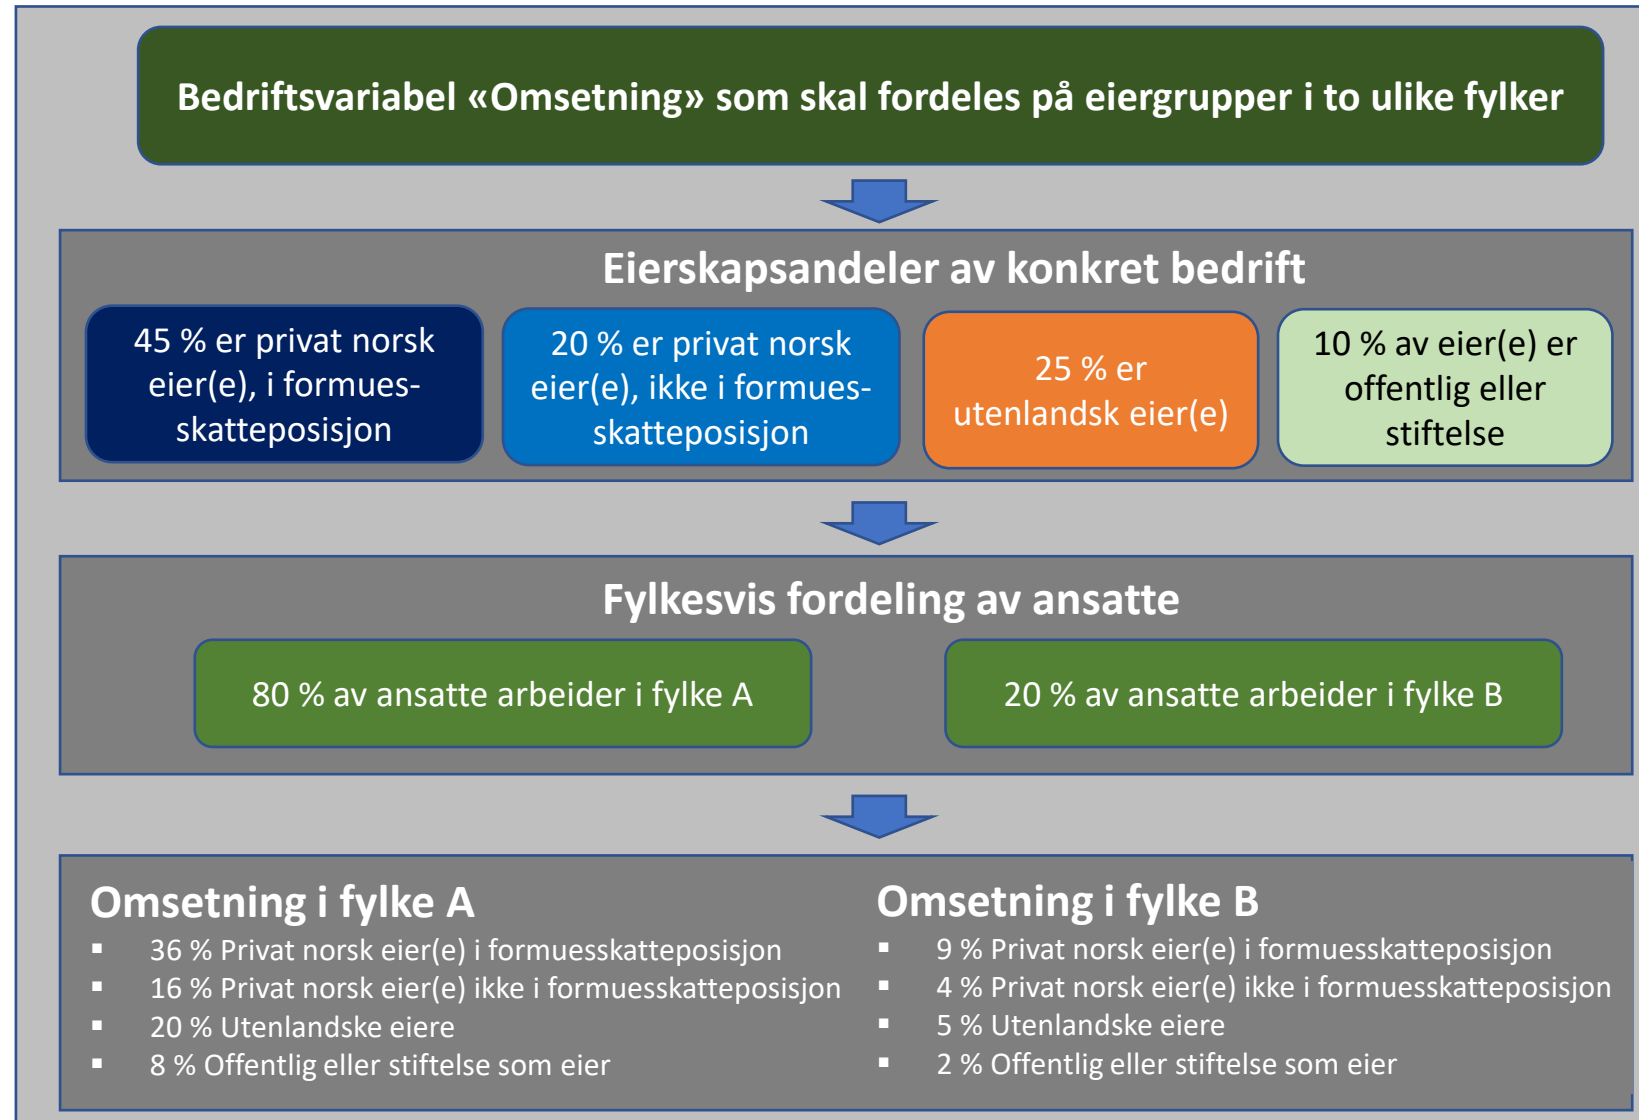 Bedriftsvariabel «Omsetning» som skal fordeles på eiergrupper i to ulike fylker
Eierskapsandeler av konkret bedrift
45 % er privat norsk
eier(e), i formues-
skatteposisjon
20 % er privat norsk
eier(e), ikke i formues-
skatteposisjon
25 % er
utenlandsk eier(e)
10 % av eier(e) er
offentlig eller
stiftelse
Fylkesvis fordeling av ansatte
80 % av ansatte arbeider i fylke A
20 % av ansatte arbeider i fylke B
Omsetning i fylke A
▪ 36 % Privat norsk eier(e) i formuesskatteposisjon
▪ 16 % Privat norsk eier(e) ikke i formuesskatteposisjon
▪ 20 % Utenlandske eiere
▪ 8 % Offentlig eller stiftelse som eier
Omsetning i fylke B
▪ 9 % Privat norsk eier(e) i formuesskatteposisjon
▪ 4 % Privat norsk eier(e) ikke i formuesskatteposisjon
▪ 5 % Utenlandske eiere
▪ 2 % Offentlig eller stiftelse som eier